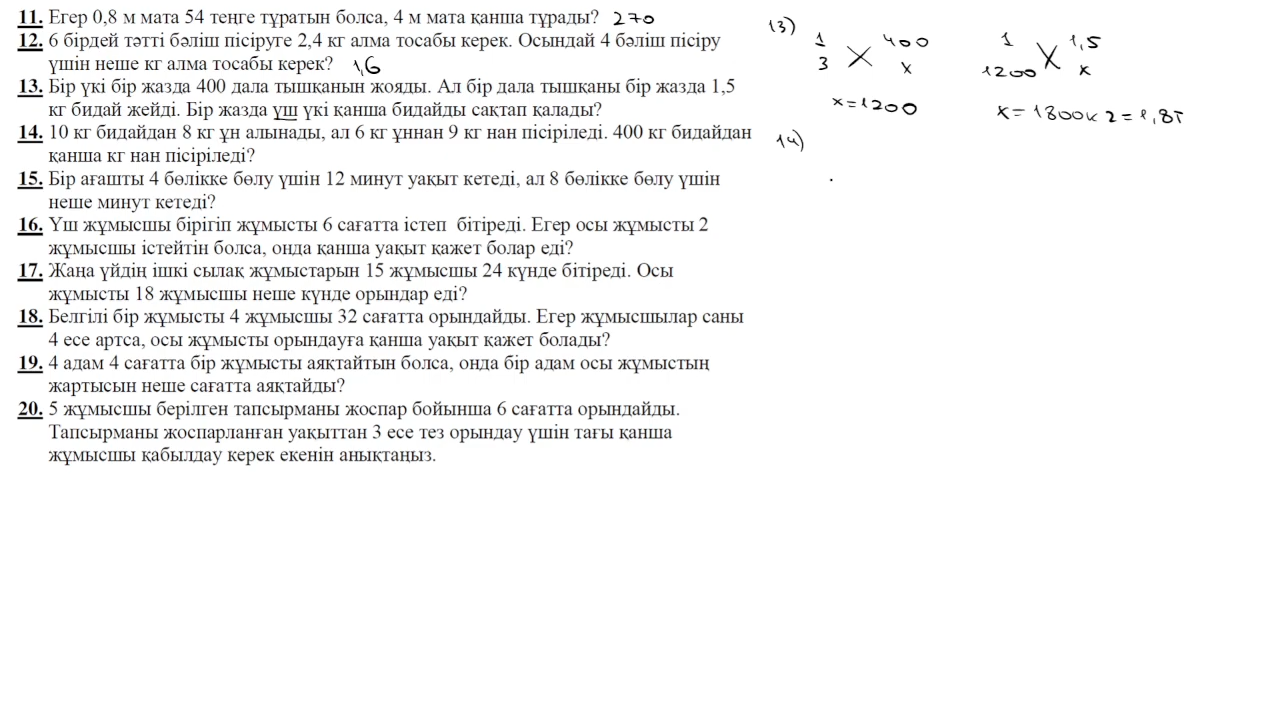 11. Егер 0,8 м мата 54 теңге тұратын болса, 4 м мата қанша тұрады? 270
12. 6 бірдей тәтті бәліш пісіруге 2,4 кг алма тосабы керек. Осындай 4 бәліш пісіру
үшін неше кг алма тосабы керек? 1,6
13. Бір үкі бір жазда 400 дала тышқанын жояды. Ал бір дала тышқаны бір жазда 1,5
кг бидай жейді. Бір жазда үш үкі қанша бидайды сақтап қалады?
14. 10 кг бидайдан 8 кг ұн алынады, ал 6 кг ұннан 9 кг нан пісіріледі. 400 кг бидайдан
қанша кг нан пісіріледі?
15. Бір ағашты 4 бөлікке бөлу үшін 12 минут уақыт кетеді, ал 8 бөлікке бөлу үшін
неше минут кетеді?
16. Үш жұмысшы бірігіп жұмысты 6 сағатта істеп бітіреді. Егер осы жұмысты 2
жұмысшы істейтін болса, онда қанша уақыт қажет болар еді?
17. Жаңа үйдің ішкі сылақ жұмыстарын 15 жұмысшы 24 күнде бітіреді. Осы
жұмысты 18 жұмысшы неше күнде орындар еді?
18. Белгілі бір жұмысты 4 жұмысшы 32 сағатта орындайды. Егер жұмысшылар саны
4 есе артса, осы жұмысты орындауға қанша уақыт қажет болады?
19. 4 адам 4 сағатта бір жұмысты аяқтайтын болса, онда бір адам осы жұмыстың
жартысын неше сағатта аяқтайды?
20. 5 жұмысшы берілген тапсырманы жоспар бойынша 6 сағатта орындайды.
Тапсырманы жоспарланған уақыттан 3 есе тез орындау үшін тағы қанша
жұмысшы қабылдау керек екенін анықтаңыз.
13)
1 400
3 x
x=1200
1 1,5
1200 x
x=1800кг=1,8т
14)